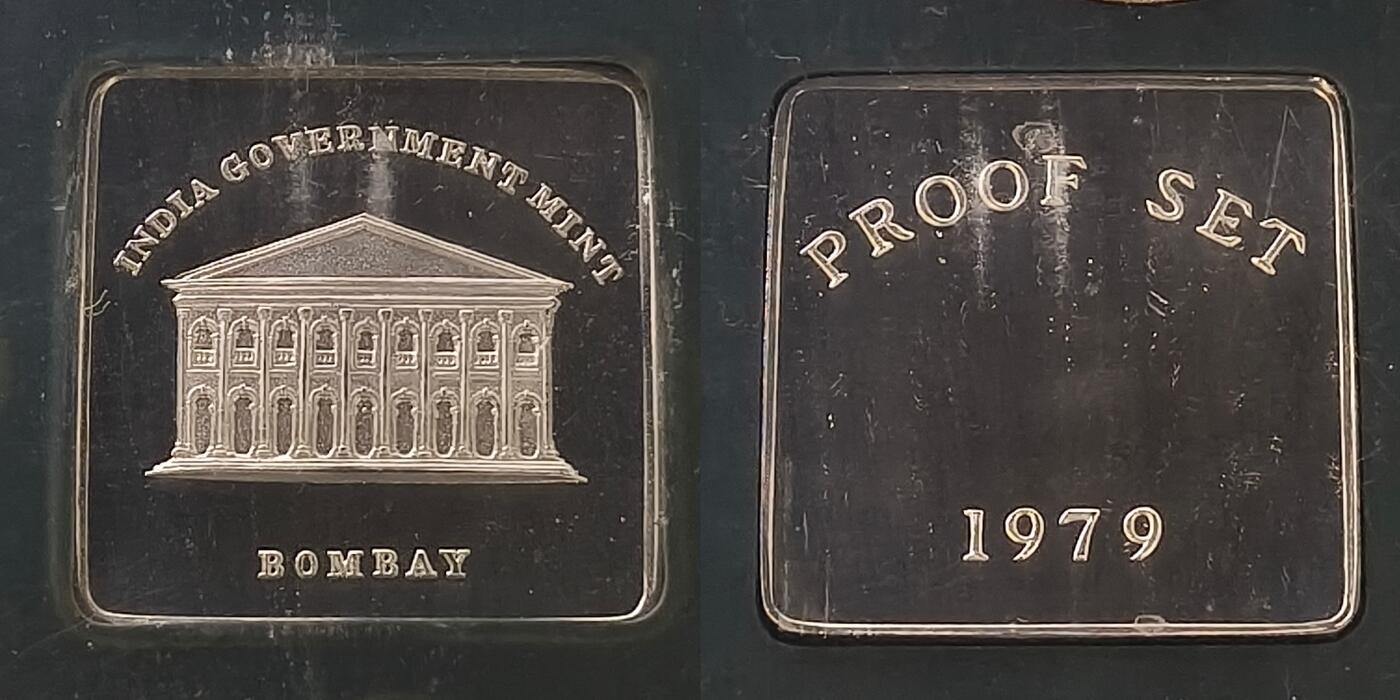 INDIA GOVERNMENT MINT
BOMBAY
PROOF SET
1979